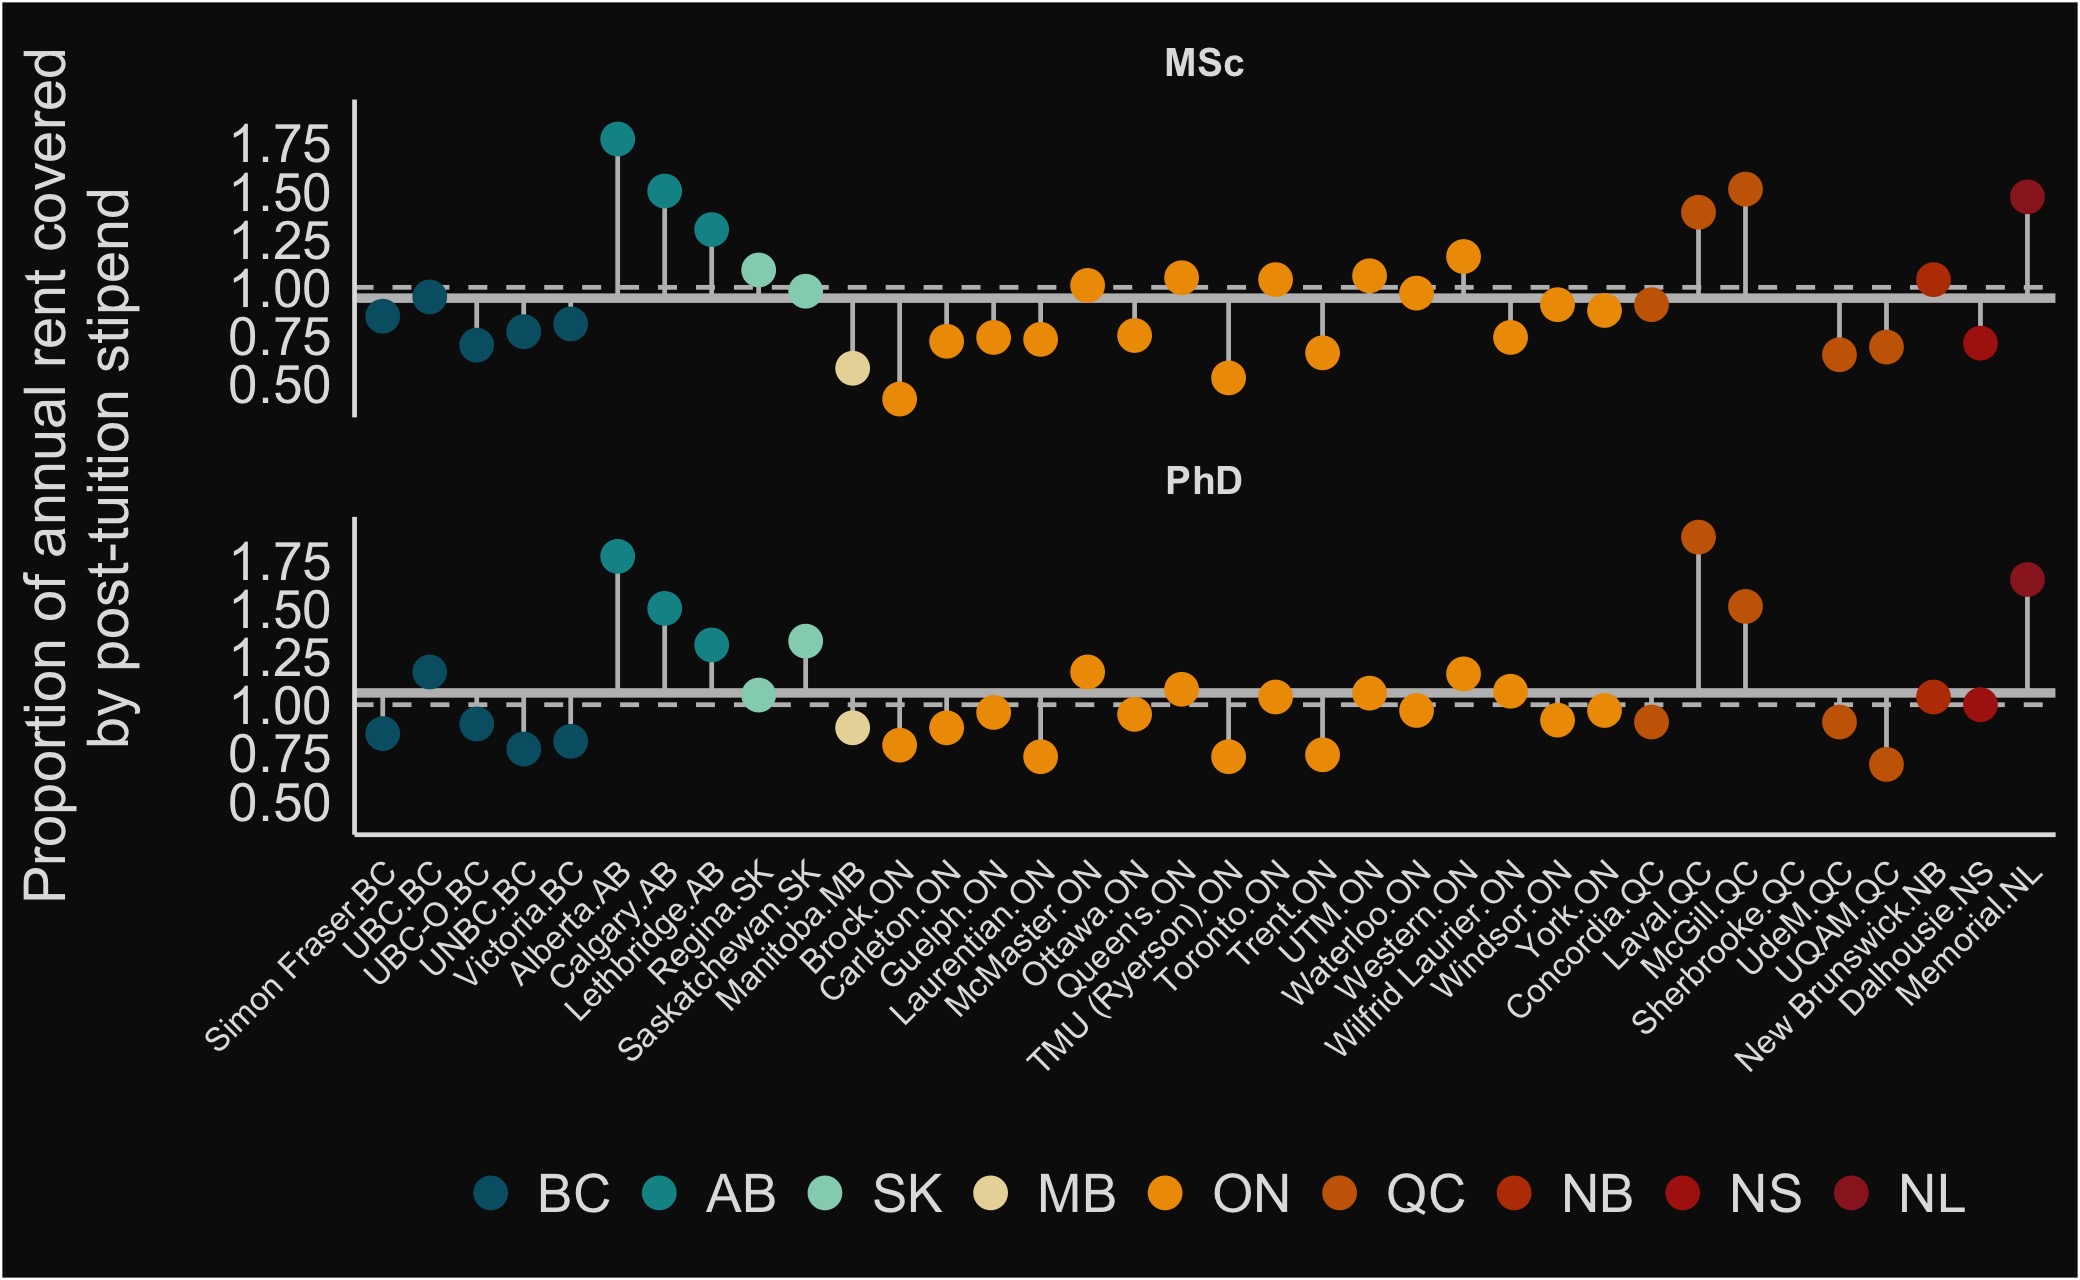 Proportion of annual rent covered
by post-tuition stipend
MSc
1.75
1.50
1.25
1.00
0.75
0.50
PhD
1.75
1.50
1.25
1.00
0.75
0.50
Simon Fraser.BC
UBC.BC
UBC-O.BC
UNBC.BC
Victoria.BC
Alberta.AB
Calgary.AB
Lethbridge.AB
Regina.SK
Saskatchewan.SK
Manitoba.MB
Brock.ON
Carleton.ON
Guelph.ON
Laurentian.ON
McMaster.ON
Ottawa.ON
Queen's.ON
TMU (Ryerson).ON
Toronto.ON
Trent.ON
UTM.ON
Waterloo.ON
Western.ON
Wilfrid Laurier.ON
Windsor.ON
York.ON
Concordia.QC
Laval.QC
McGill.QC
Sherbrooke.QC
UdeM.QC
UQAM.QC
New Brunswick.NB
Dalhousie.NS
Memorial.NL
BC AB SK MB ON QC NB NS NL